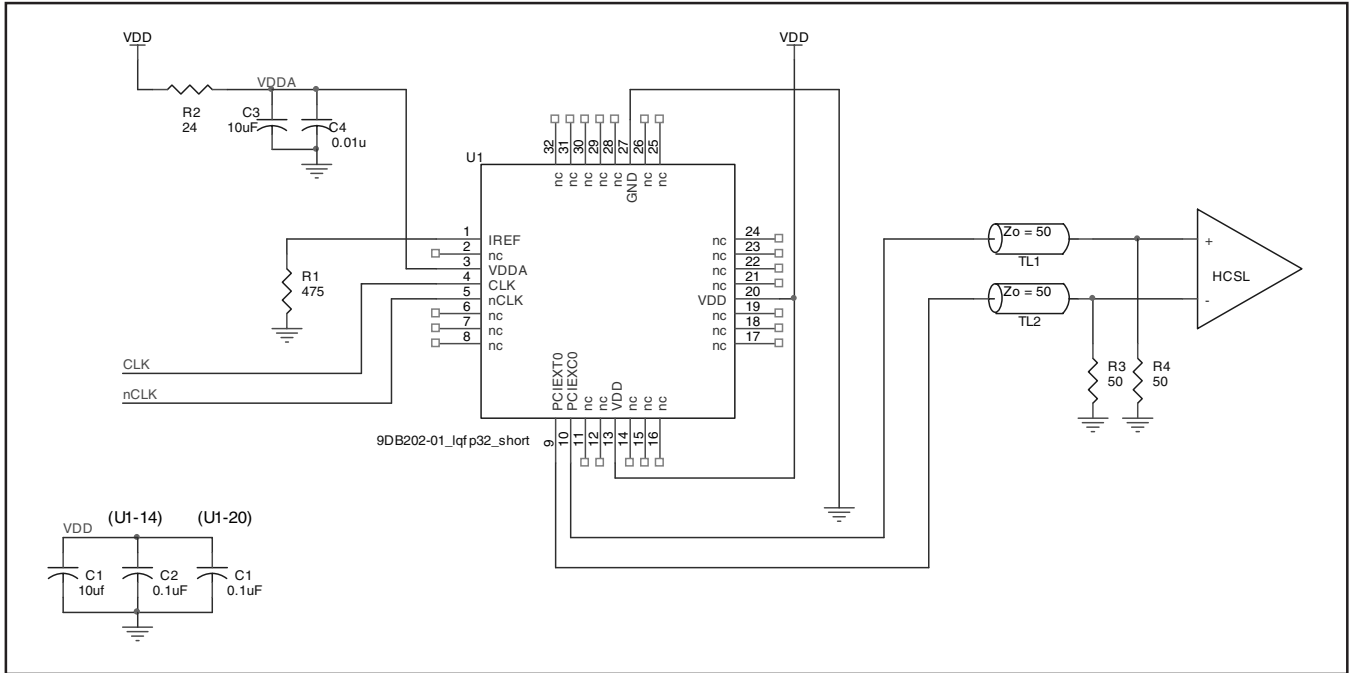 VDD
VDD
VDDA
R2
24
C3
10uF
C4
0.01u
32
31
30
29
28
27
26
25
U1
nc
nc
nc
nc
nc
GND
nc
nc
1
IREF
2
nc
3
VDDA
4
CLK
5
nCLK
6
nc
7
nc
8
nc
nc
24
nc
23
nc
22
nc
21
VDD
20
nc
19
nc
18
nc
17
R1
475
Zo = 50
TL1
Zo = 50
TL2
+
HCSL
-
CLK
nCLK
R3
50
R4
50
PCIEXT0
PCIEXC0
nc
nc
VDD
nc
nc
nc
9DB202-01_lqfp32_short
9
10
11
12
13
14
15
16
(U1-14)
(U1-20)
VDD
C1
10uf
C2
0.1uF
C1
0.1uF